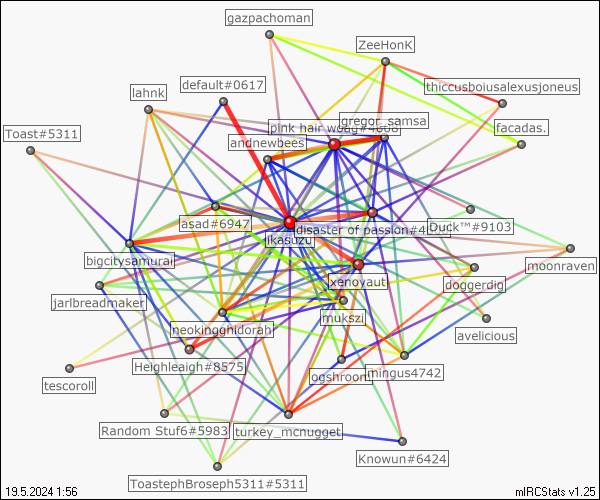 gazpachoman
ZeeHonK
default#0617
thiccusboiusalexusjoneus
lahnk
gregor_samsa
pink hair woag#4668
Toast#5311
facadas.
andnewbees
asad#6947
disaster of passion#4
Duck™#9103
ikasuzu
bigcitysamurai
moonraven
xenoyaut
doggerdig
jarlbreadmaker
mukszi
neokingghidorah
avelicious
Heighleaigh#8575
mingus4742
ogshroom
tescoroll
Random Stuf6#5983
turkey_mcnugget
Knowun#6424
ToastephBroseph5311#5311
19.5.2024 1:56
mIRCStats v1.25